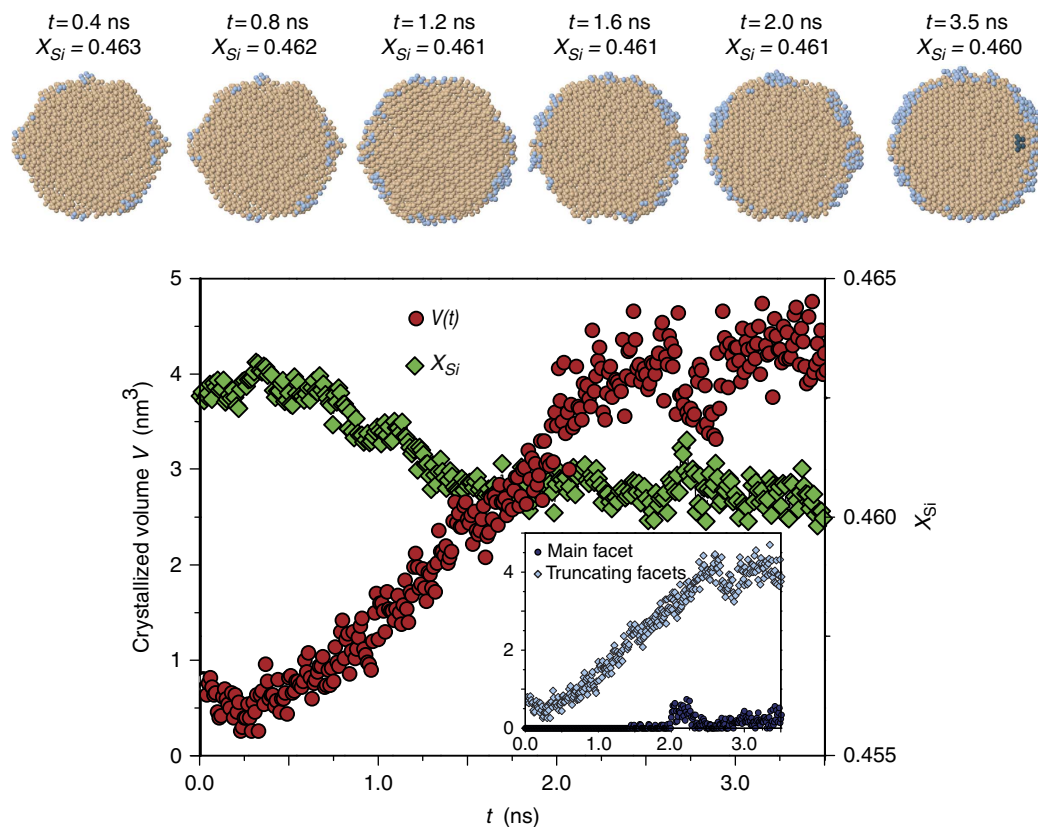 t = 0.4 ns
X_Si = 0.463
t = 0.8 ns
X_Si = 0.462
t = 1.2 ns
X_Si = 0.461
t = 1.6 ns
X_Si = 0.461
t = 2.0 ns
X_Si = 0.461
t = 3.5 ns
X_Si = 0.460
5
4
3
2
1
0
Crystallized volume V (nm³)
V(t)
X_Si
0.465
0.460
0.455
X_Si
Main facet
Truncating facets
4
2
0
0.0 1.0 2.0 3.0
0.0 1.0 2.0 3.0
t (ns)